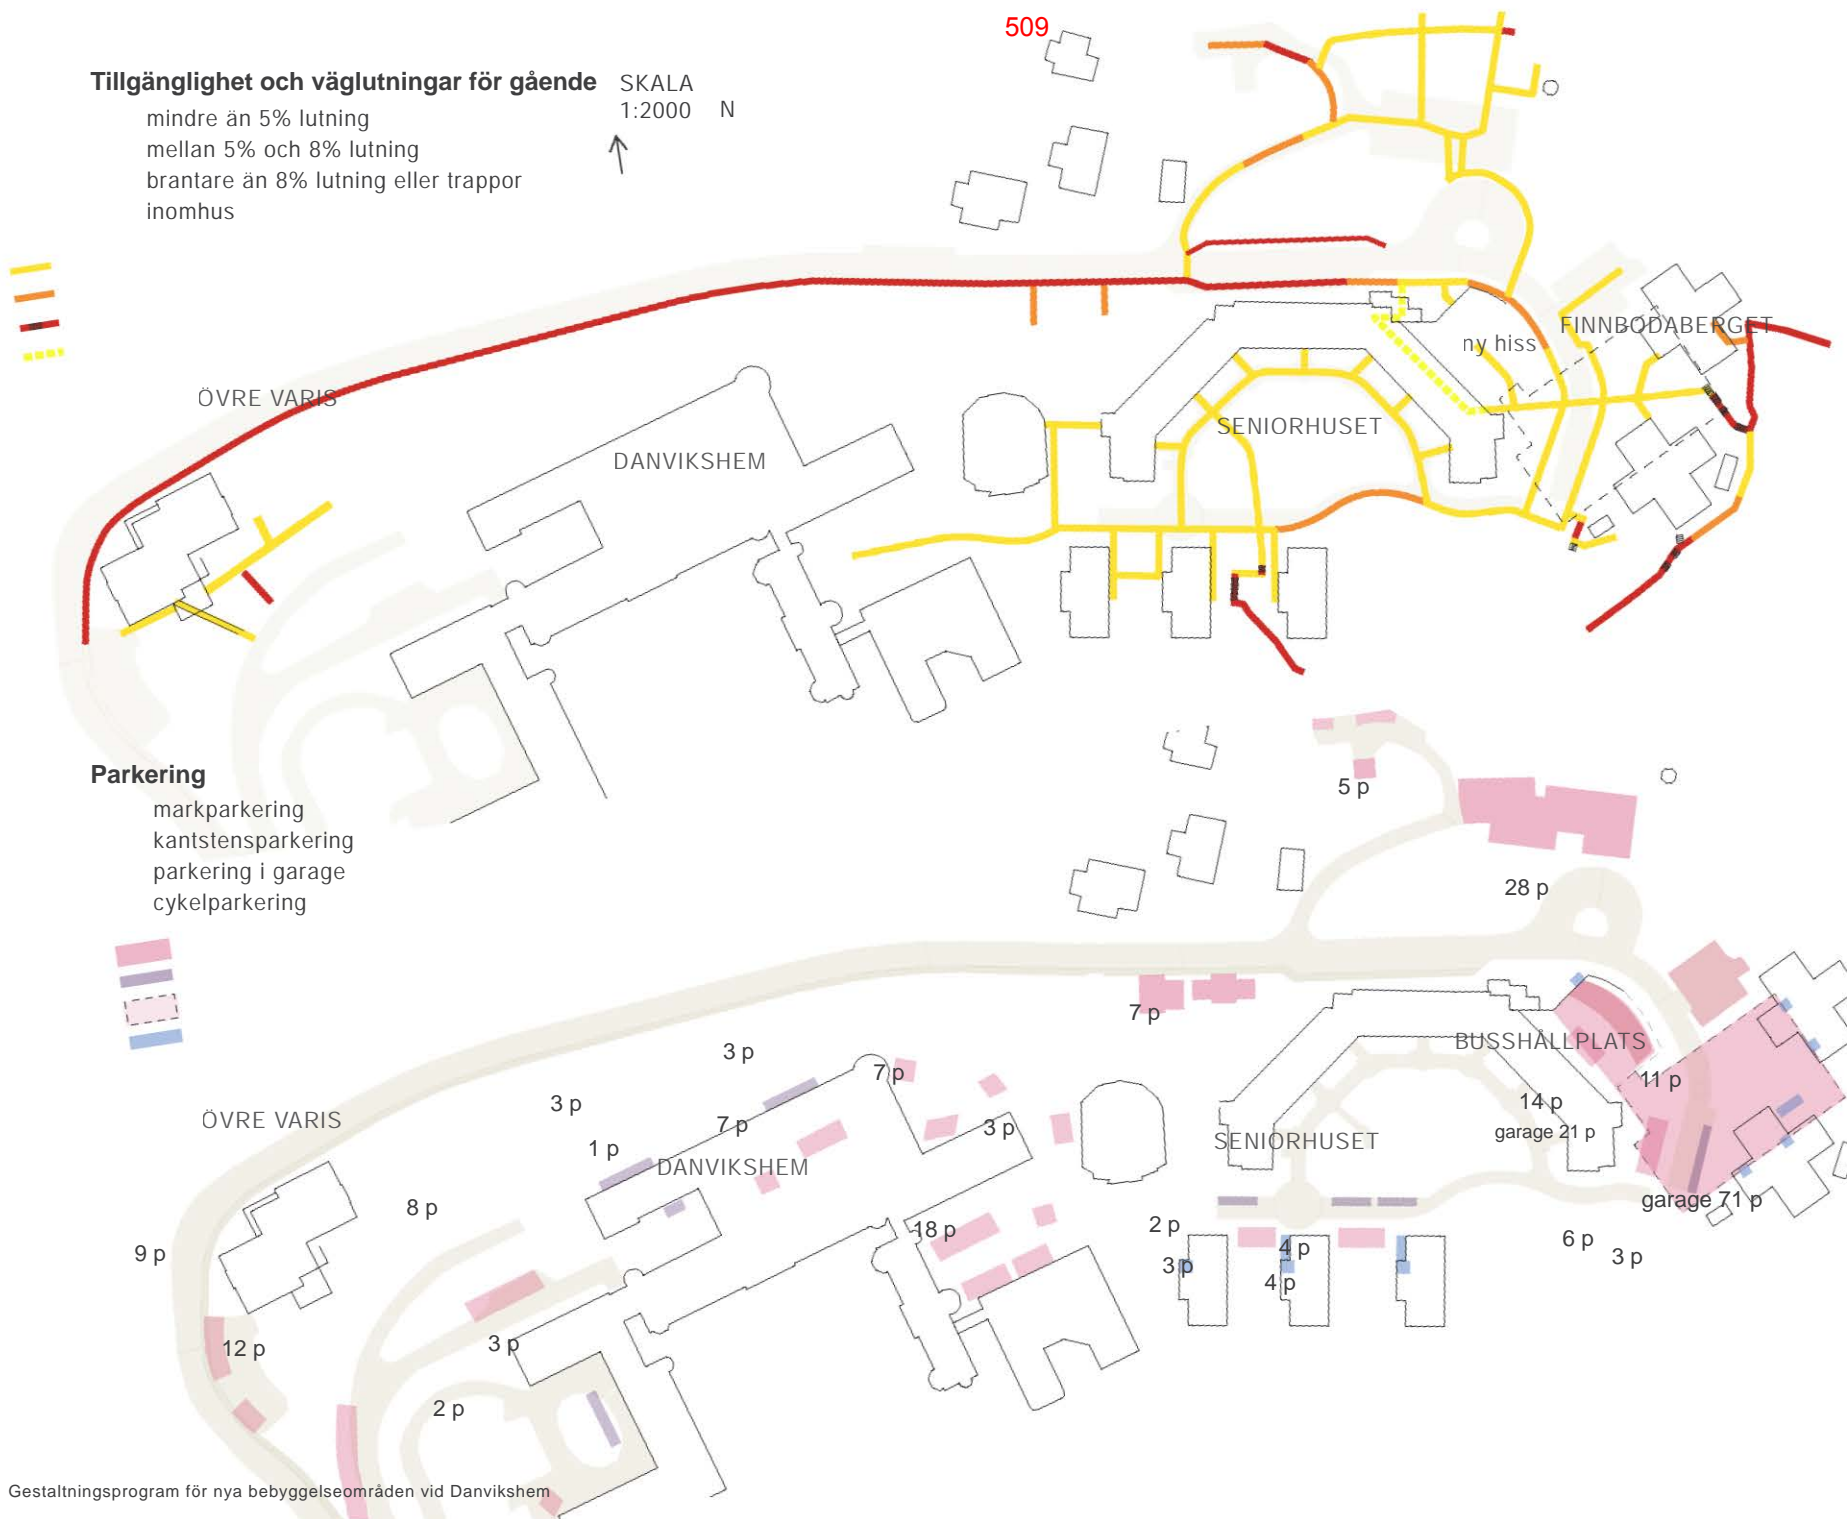 509
Tillgänglighet och väglutningar för gående
SKALA
1:2000 N
mindre än 5% lutning
mellan 5% och 8% lutning
brantare än 8% lutning eller trappor
inomhus
FINNBODABERGET
ny hiss
ÖVRE VARIS
SENIORHUSET
DANVIKSHEM
Parkering
markparkering
kantstensparkering
parkering i garage
cykelparkering
5 p
28 p
7 p
BUSSHÅLLPLATS
3 p
7 p
11 p
3 p
14 p
ÖVRE VARIS
7 p
3 p
garage 21 p
1 p
SENIORHUSET
DANVIKSHEM
garage 71 p
8 p
18 p
2 p
6 p
9 p
4 p
3 p
3 p
4 p
12 p
3 p
2 p
Gestaltningsprogram för nya bebyggelseområden vid Danvikshem